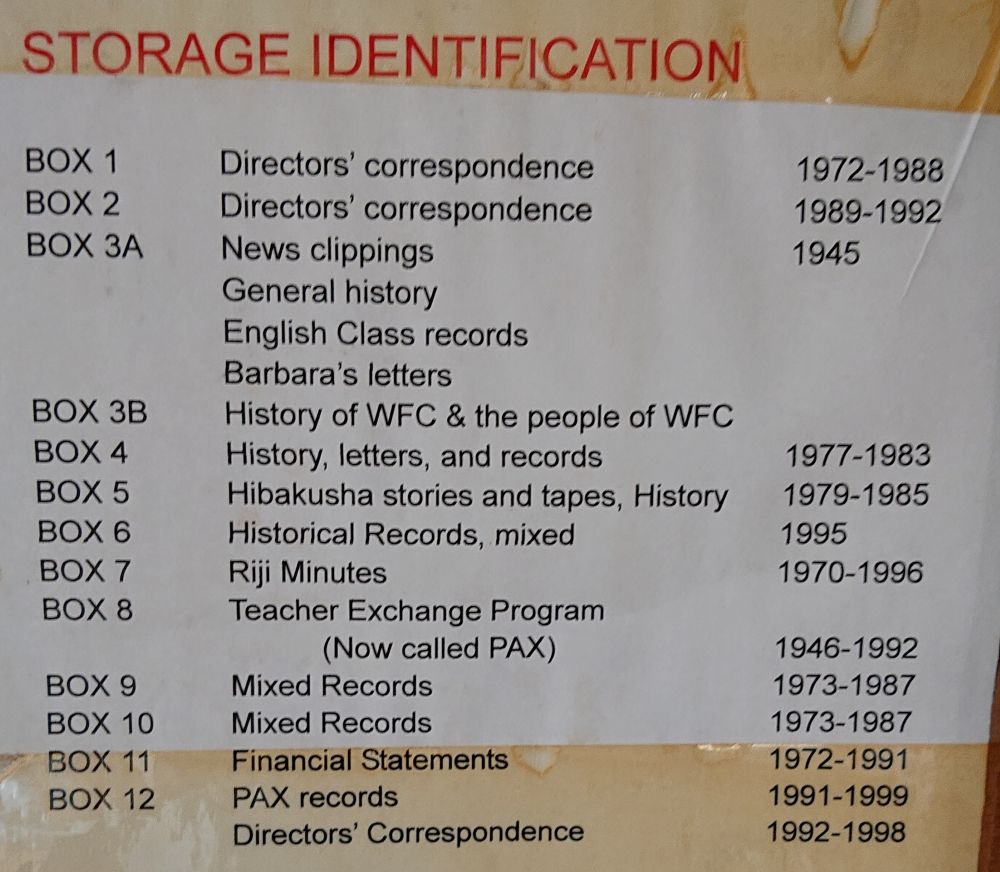 STORAGE IDENTIFICATION
BOX 1 Directors' correspondence 1972-1988
BOX 2 Directors' correspondence 1989-1992
BOX 3A News clippings 1945
General history
English Class records
Barbara's letters
BOX 3B History of WFC & the people of WFC
BOX 4 History, letters, and records 1977-1983
BOX 5 Hibakusha stories and tapes, History 1979-1985
BOX 6 Historical Records, mixed 1995
BOX 7 Riji Minutes 1970-1996
BOX 8 Teacher Exchange Program
(Now called PAX) 1946-1992
BOX 9 Mixed Records 1973-1987
BOX 10 Mixed Records 1973-1987
BOX 11 Financial Statements 1972-1991
BOX 12 PAX records 1991-1999
Directors' Correspondence 1992-1998